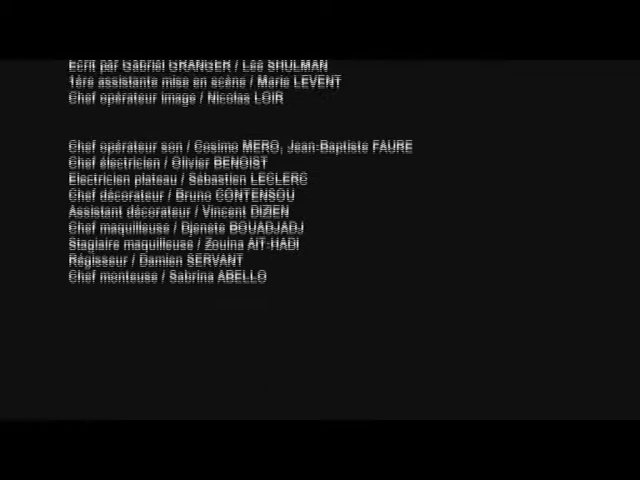 Ecrit par Gabriel GRANGER / Lee SHULMAN
1ère assistante mise en scène / Marie LEVENT
Chef opérateur image / Nicolas LOIR
Chef opérateur son / Cosimo MERO, Jean-Baptiste FAURE
Chef électricien / Olivier BENOIST
Electricien plateau / Sébastien LECLERC
Chef décorateur / Bruno CONTENSOU
Assistant décorateur / Vincent DIZIEN
Chef maquilleuse / Djenete BOUADJADJ
Stagiaire maquilleuse / Zouina AIT-HADI
Régisseur / Damien SERVANT
Chef monteuse / Sabrina ABELLO